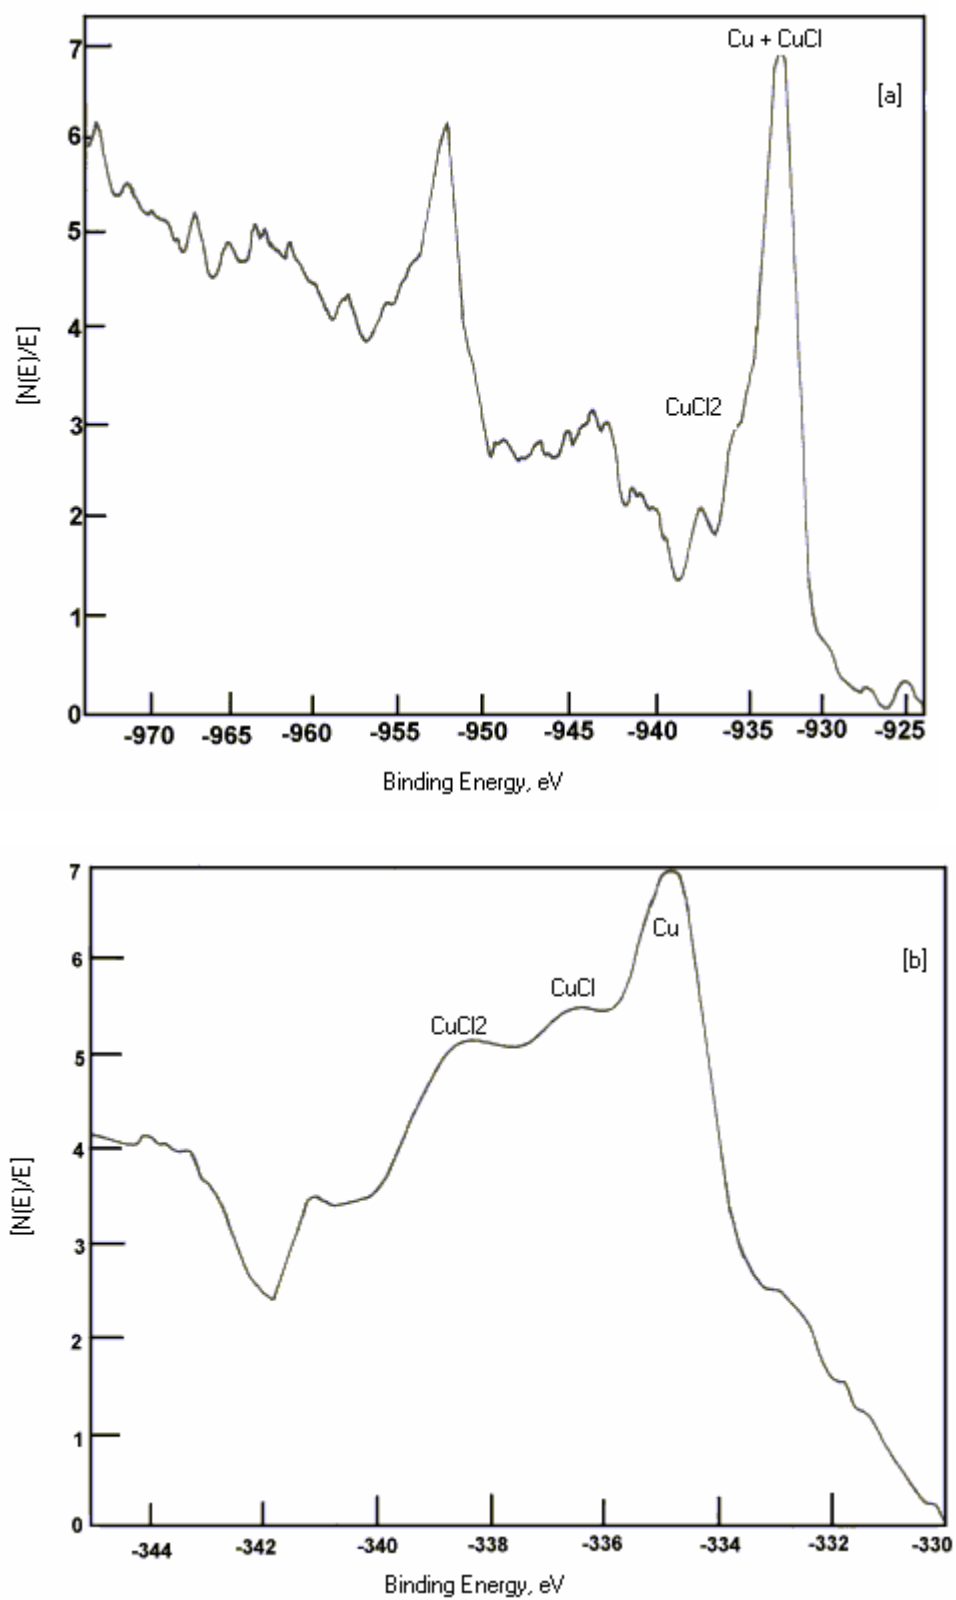 Cu + CuCl
7
[a]
6
5
[N(E)/E]
4
CuCl2
3
2
1
0
-970 -965 -960 -955 -950 -945 -940 -935 -930 -925
Binding Energy, eV
7
Cu
6
[b]
CuCl
CuCl2
5
4
[N(E)/E]
3
2
1
0
-344 -342 -340 -338 -336 -334 -332 -330
Binding Energy, eV